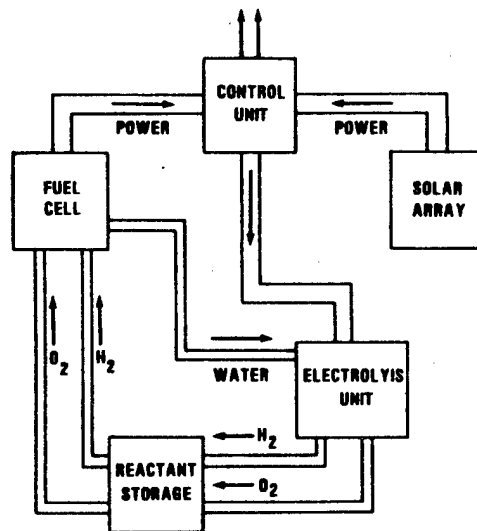 CONTROL
UNIT
POWER
POWER
FUEL
CELL
SOLAR
ARRAY
O2
H2
WATER
ELECTROLYIS
UNIT
H2
REACTANT
STORAGE
O2